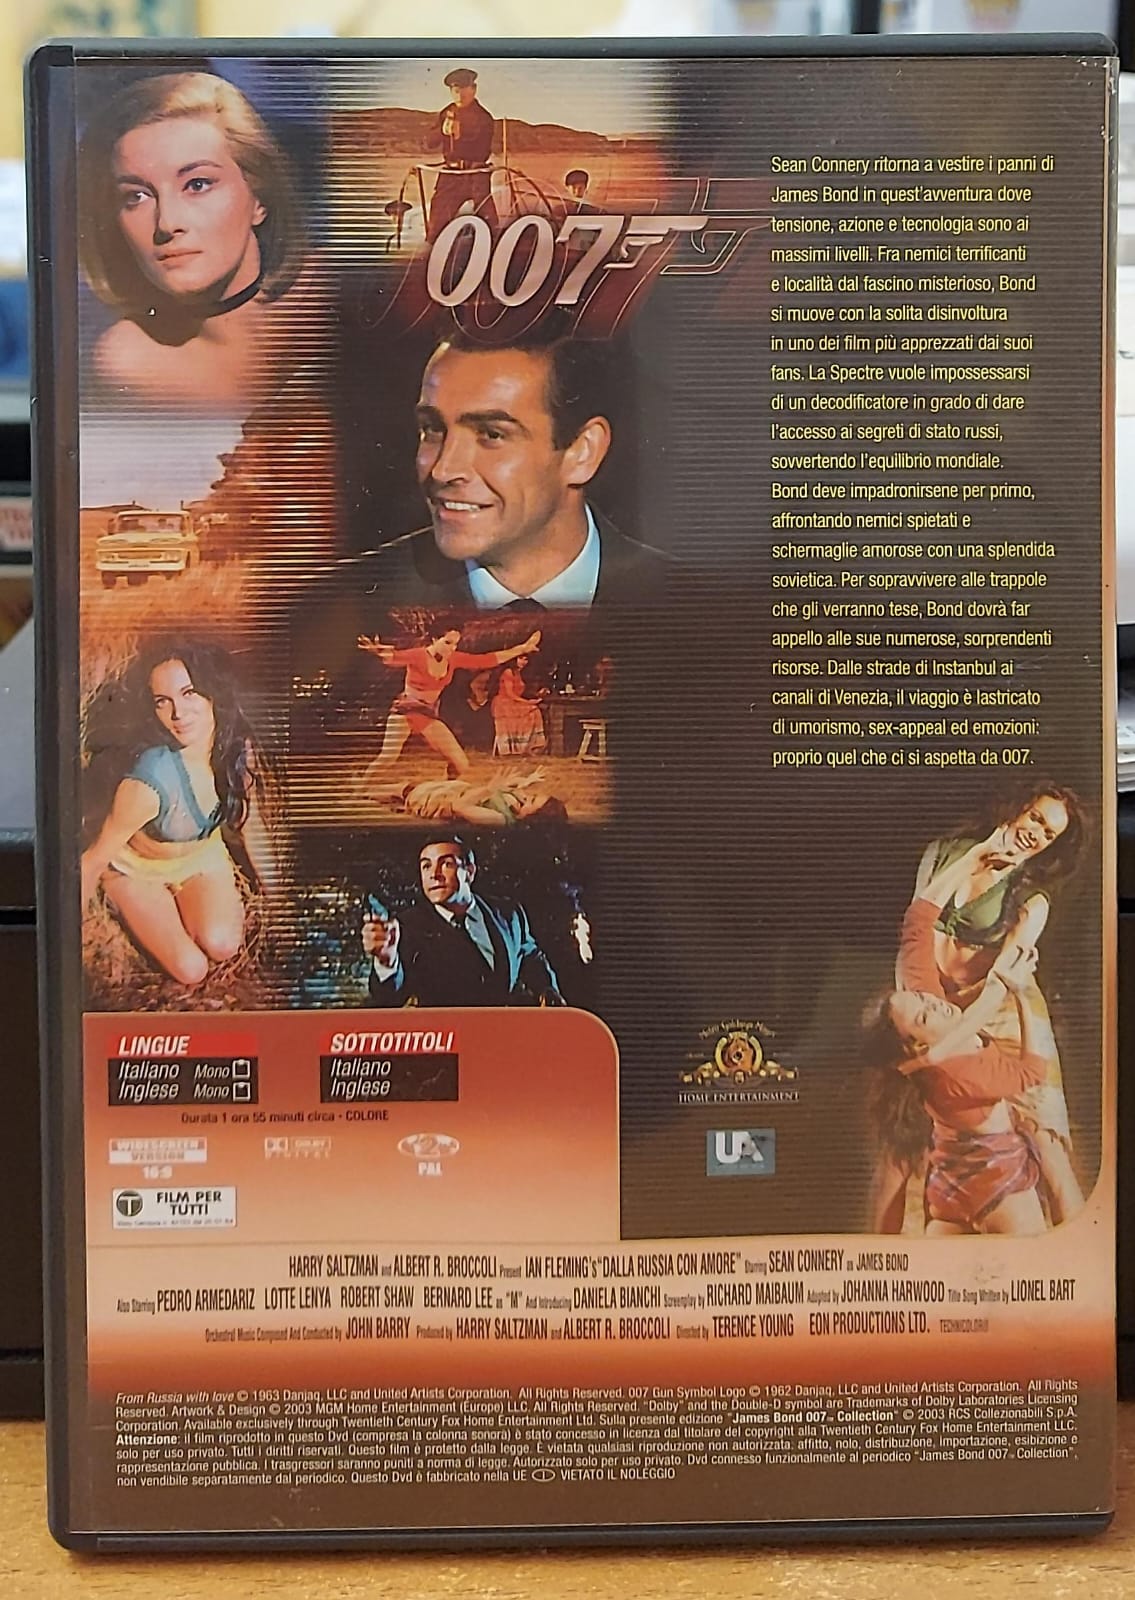 007
Sean Connery ritorna a vestire i panni di
James Bond in quest'avventura dove
tensione, azione e tecnologia sono ai
massimi livelli. Fra nemici terrificanti
e località dal fascino misterioso, Bond
si muove con la solita disinvoltura
in uno dei film più apprezzati dai suoi
fans. La Spectre vuole impossessarsi
di un decodificatore in grado di dare
l'accesso ai segreti di stato russi,
sovvertendo l'equilibrio mondiale.
Bond deve impadronirsene per primo,
affrontando nemici spietati e
schermaglie amorose con una splendida
sovietica. Per sopravvivere alle trappole
che gli verranno tese, Bond dovrà far
appello alle sue numerose, sorprendenti
risorse. Dalle strade di Instanbul ai
canali di Venezia, il viaggio è lastricato
di umorismo, sex-appeal ed emozioni:
proprio quel che ci si aspetta da 007.
LINGUE
Italiano Mono
Inglese Mono
SOTTOTITOLI
Italiano
Inglese
Durata 1 ora 55 minuti circa - COLORE
WIDESCREEN
VERSION
16:9
DOLBY
DIGITAL
2
PAL
T FILM PER
TUTTI
HOME ENTERTAINMENT
UA
HARRY SALTZMAN and ALBERT R. BROCCOLI Present IAN FLEMING's "DALLA RUSSIA CON AMORE" Starring SEAN CONNERY as JAMES BOND
Also Starring PEDRO ARMEDARIZ LOTTE LENYA ROBERT SHAW BERNARD LEE as "M" And Introducing DANIELA BIANCHI Screenplay by RICHARD MAIBAUM Adapted by JOHANNA HARWOOD Title Song Written by LIONEL BART
Orchestral Music Composed And Conducted by JOHN BARRY Produced by HARRY SALTZMAN and ALBERT R. BROCCOLI Directed by TERENCE YOUNG EON PRODUCTIONS LTD. TECHNICOLOR®
From Russia with love © 1963 Danjaq, LLC and United Artists Corporation. All Rights Reserved. 007 Gun Symbol Logo © 1962 Danjaq, LLC and United Artists Corporation. All Rights
Reserved. Artwork & Design © 2003 MGM Home Entertainment (Europe) LLC. All Rights Reserved. "Dolby" and the Double-D symbol are Trademarks of Dolby Laboratories Licensing
Corporation. Available exclusively through Twentieth Century Fox Home Entertainment Ltd. Sulla presente edizione "James Bond 007™ Collection" © 2003 RCS Collezionabili S.p.A.
Attenzione: il film riprodotto in questo Dvd (compresa la colonna sonora) è stato concesso in licenza dal titolare del copyright alla Twentieth Century Fox Home Entertainment LLC.
solo per uso privato. Tutti i diritti riservati. Questo film è protetto dalla legge. È vietata qualsiasi riproduzione non autorizzata: affitto, nolo, distribuzione, importazione, esibizione e
rappresentazione pubblica. I trasgressori saranno puniti a norma di legge. Autorizzato solo per uso privato. Dvd connesso funzionalmente al periodico "James Bond 007™ Collection",
non vendibile separatamente dal periodico. Questo Dvd è fabbricato nella UE I VIETATO IL NOLEGGIO